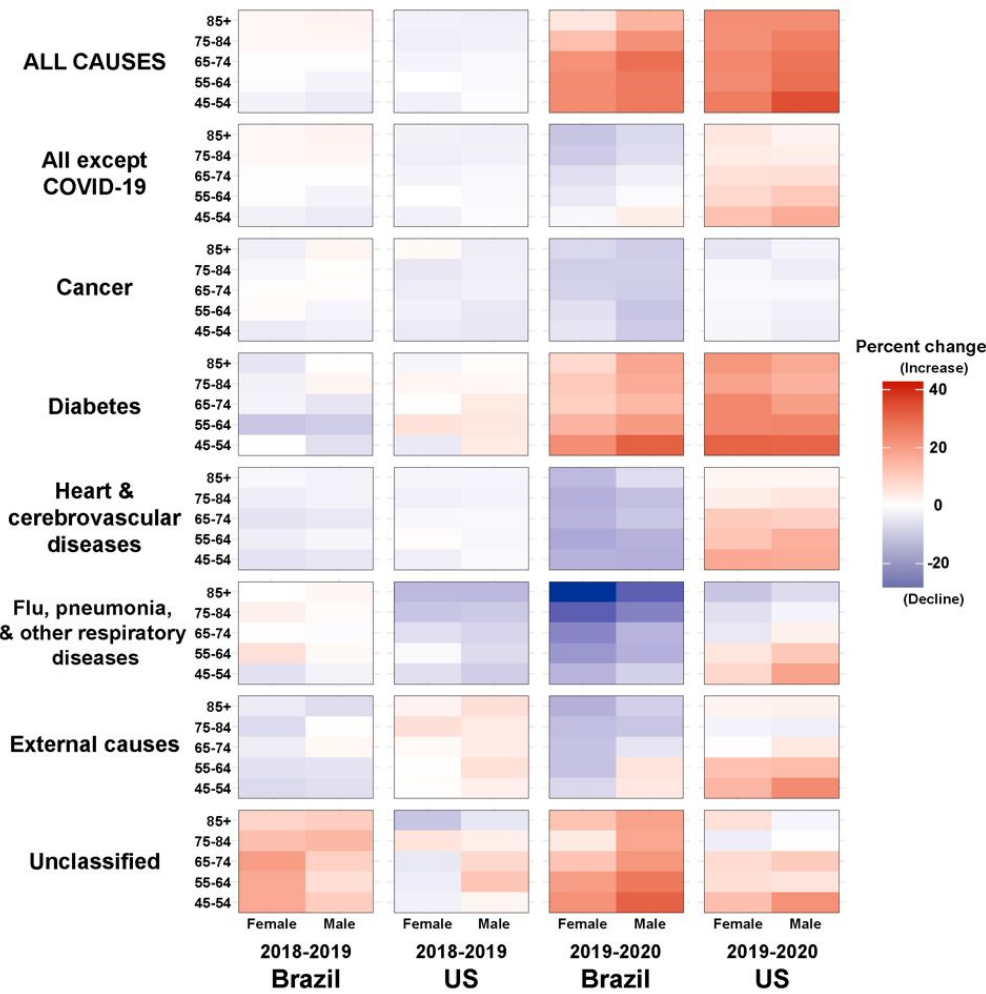 ALL CAUSES
85+
75-84
65-74
55-64
45-54
All except
COVID-19
85+
75-84
65-74
55-64
45-54
Cancer
85+
75-84
65-74
55-64
45-54
Diabetes
85+
75-84
65-74
55-64
45-54
Heart &
cerebrovascular
diseases
85+
75-84
65-74
55-64
45-54
Flu, pneumonia,
& other respiratory
diseases
85+
75-84
65-74
55-64
45-54
External causes
85+
75-84
65-74
55-64
45-54
Unclassified
85+
75-84
65-74
55-64
45-54
Female Male Female Male Female Male Female Male
2018-2019 2018-2019 2019-2020 2019-2020
Brazil US Brazil US
Percent change
(Increase)
40
20
0
-20
(Decline)